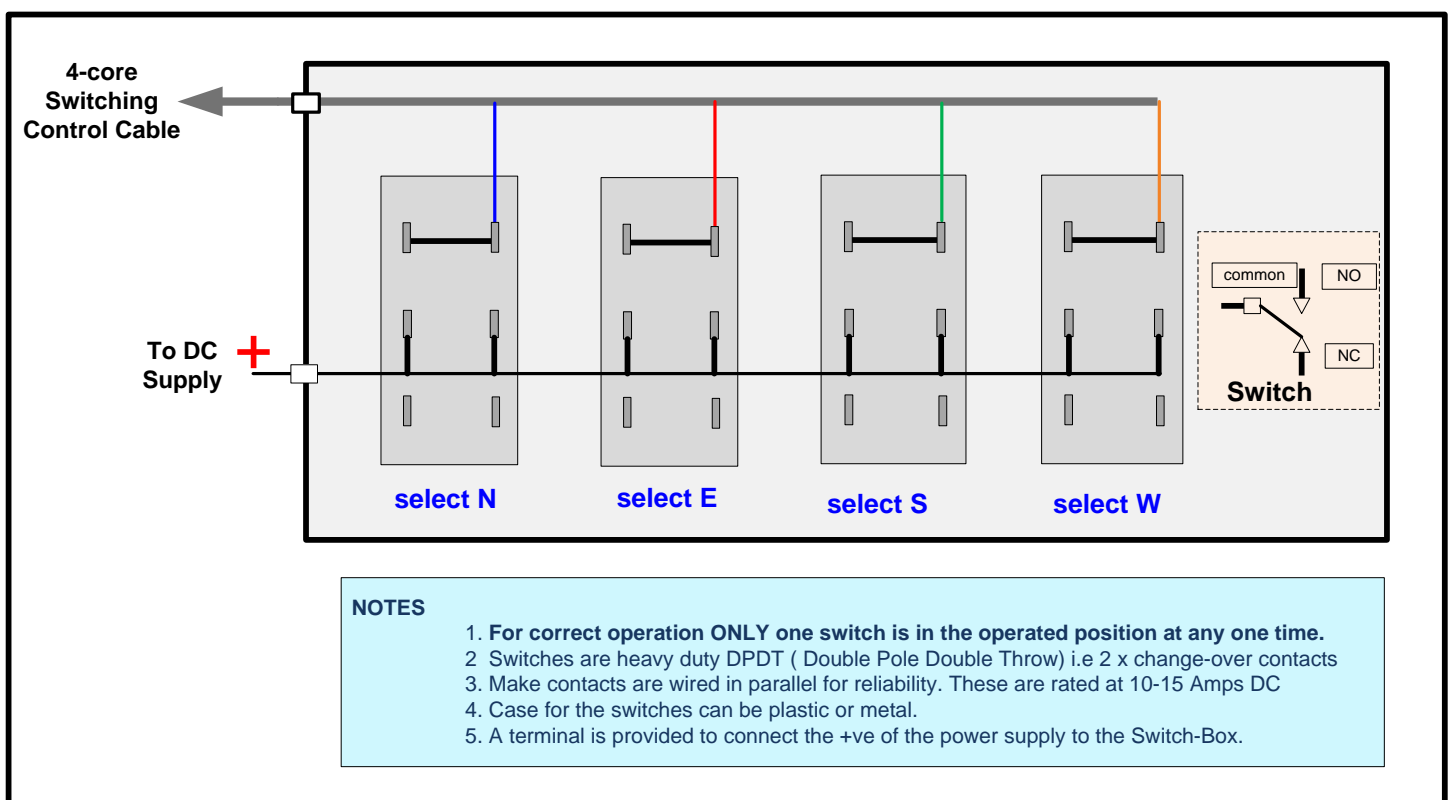 4-core
Switching
Control Cable
common
NO
To DC
Supply
+
NC
Switch
select N
select E
select S
select W
NOTES
1. For correct operation ONLY one switch is in the operated position at any one time.
2 Switches are heavy duty DPDT ( Double Pole Double Throw) i.e 2 x change-over contacts
3. Make contacts are wired in parallel for reliability. These are rated at 10-15 Amps DC
4. Case for the switches can be plastic or metal.
5. A terminal is provided to connect the +ve of the power supply to the Switch-Box.